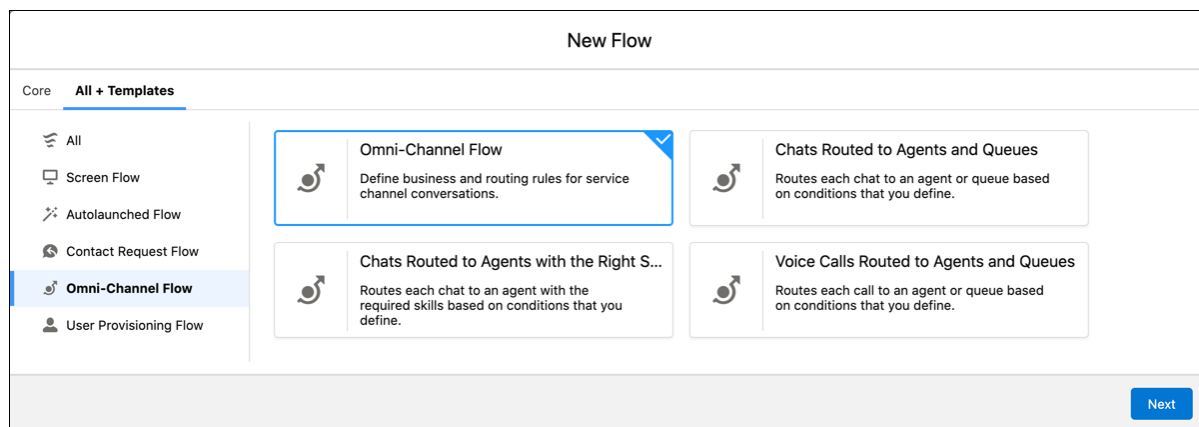 New Flow
Core
All + Templates
All
Screen Flow
Autolaunched Flow
Contact Request Flow
Omni-Channel Flow
User Provisioning Flow
Omni-Channel Flow
Define business and routing rules for service
channel conversations.
Chats Routed to Agents and Queues
Routes each chat to an agent or queue based
on conditions that you define.
Chats Routed to Agents with the Right S...
Routes each chat to an agent with the
required skills based on conditions that you
define.
Voice Calls Routed to Agents and Queues
Routes each call to an agent or queue based
on conditions that you define.
Next